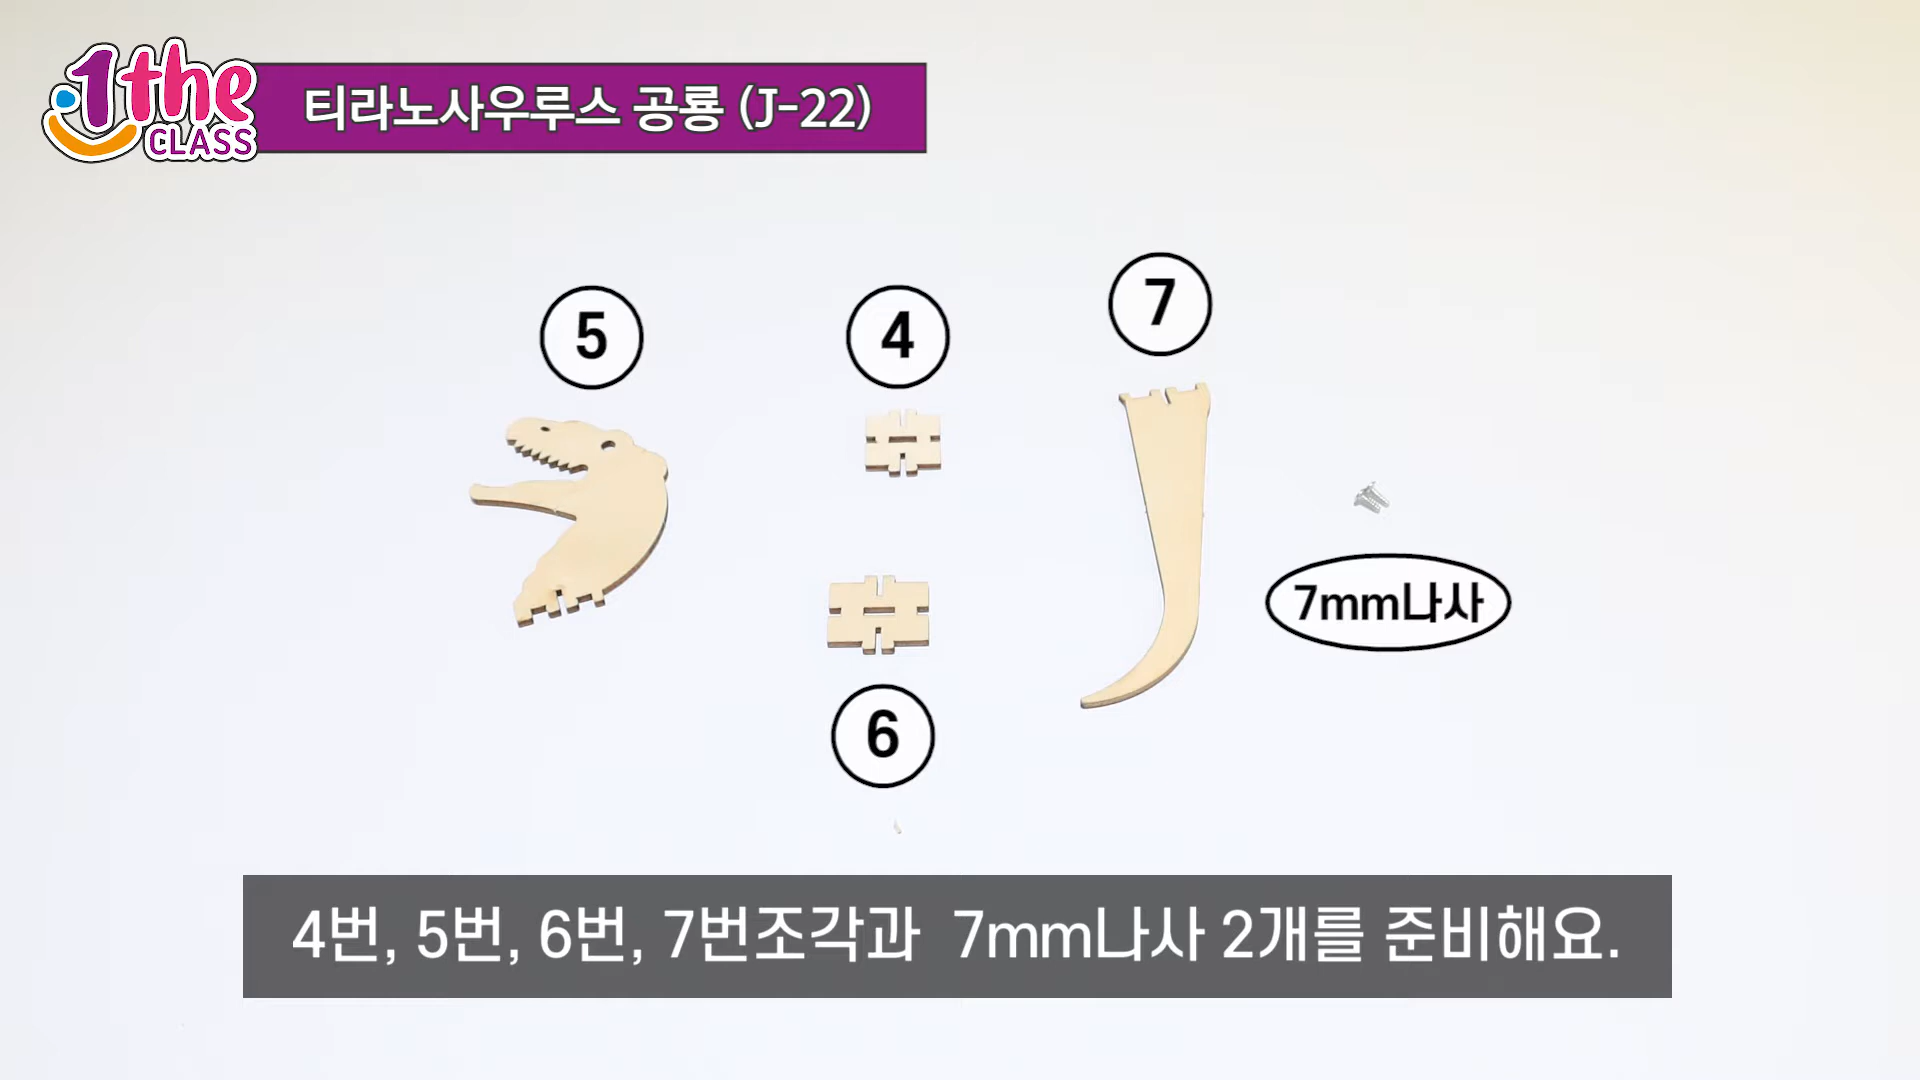 1the
CLASS
티라노사우루스 공룡 (J-22)
5
4
7
7mm나사
6
4번, 5번, 6번, 7번조각과 7mm나사 2개를 준비해요.